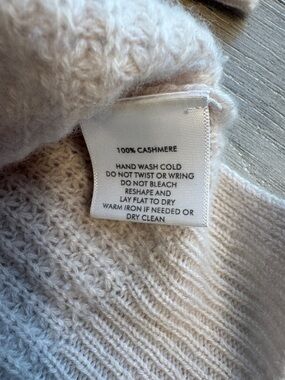 100% CASHMERE
HAND WASH COLD
DO NOT TWIST OR WRING
DO NOT BLEACH
RESHAPE AND
LAY FLAT TO DRY
WARM IRON IF NEEDED OR
DRY CLEAN